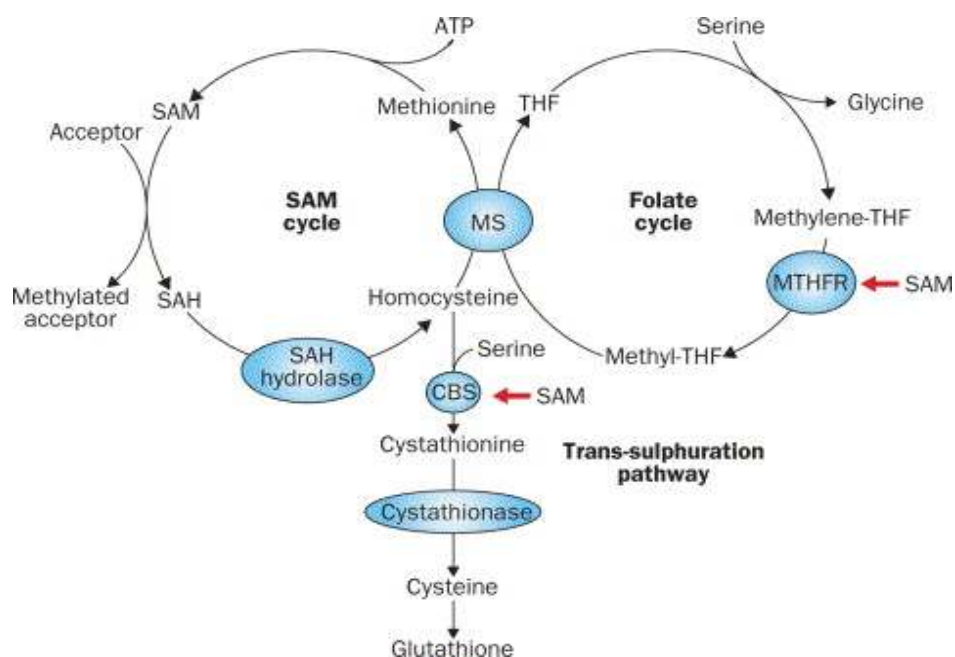 ATP
Serine
SAM
Methionine
THF
Glycine
Acceptor
SAM
cycle
MS
Folate
cycle
Methylene-THF
Methylated
acceptor
SAH
Homocysteine
MTHFR
SAM
SAH
hydrolase
Serine
Methyl-THF
CBS
SAM
Cystathionine
Trans-sulphuration
pathway
Cystathionase
Cysteine
Glutathione